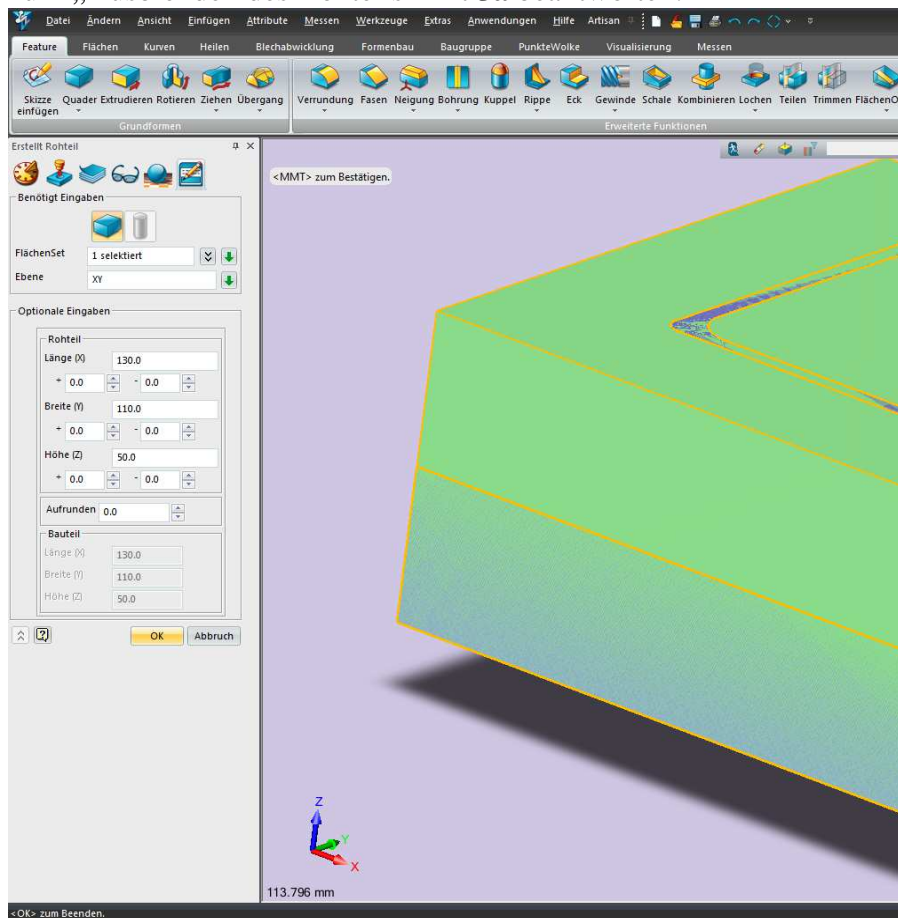 Datei Ändern Ansicht Einfügen Attribute Messen Werkzeuge Extras Anwendungen Hilfe Artisan
Feature Flächen Kurven Heilen Blechabwicklung Formenbau Baugruppe PunkteWolke Visualisierung Messen
Skizze einfügen Quader Extrudieren Rotieren Ziehen Übergang Verrundung Fasen Neigung Bohrung Kuppel Rippe Eck Gewinde Schale Kombinieren Lochen Teilen Trimmen FlächenO
Grundformen Erweiterte Funktionen
Erstellt Rohteil
<MMT> zum Bestätigen.
Benötigt Eingaben
FlächenSet 1 selektiert
Ebene XY
Optionale Eingaben
Rohteil
Länge (X) 130.0
+ 0.0 - 0.0
Breite (Y) 110.0
+ 0.0 - 0.0
Höhe (Z) 50.0
+ 0.0 - 0.0
Aufrunden 0.0
Bauteil
Länge (X) 130.0
Breite (Y) 110.0
Höhe (Z) 50.0
OK Abbruch
Z
Y
X
113.796 mm
<OK> zum Beenden.